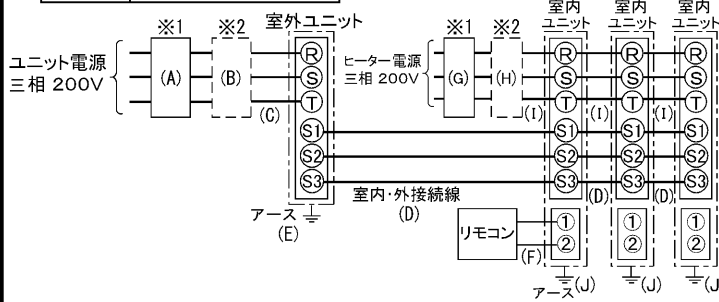 ※1 ※2 室外ユニット
ユニット電源
三相 200V
(A) (B) (C)
R
S
T
S1
S2
S3
アース
(E)
※1 ※2
ヒーター電源
三相 200V
(G) (H) (I) (I) (I)
室内
ユニット
室内
ユニット
室内
ユニット
R R R
S S S
T T T
S1 S1 S1
S2 S2 S2
S3 S3 S3
室内・外接続線
(D) (D) (D)
リモコン
(F)
① ① ①
② ② ②
アース (J) (J) (J